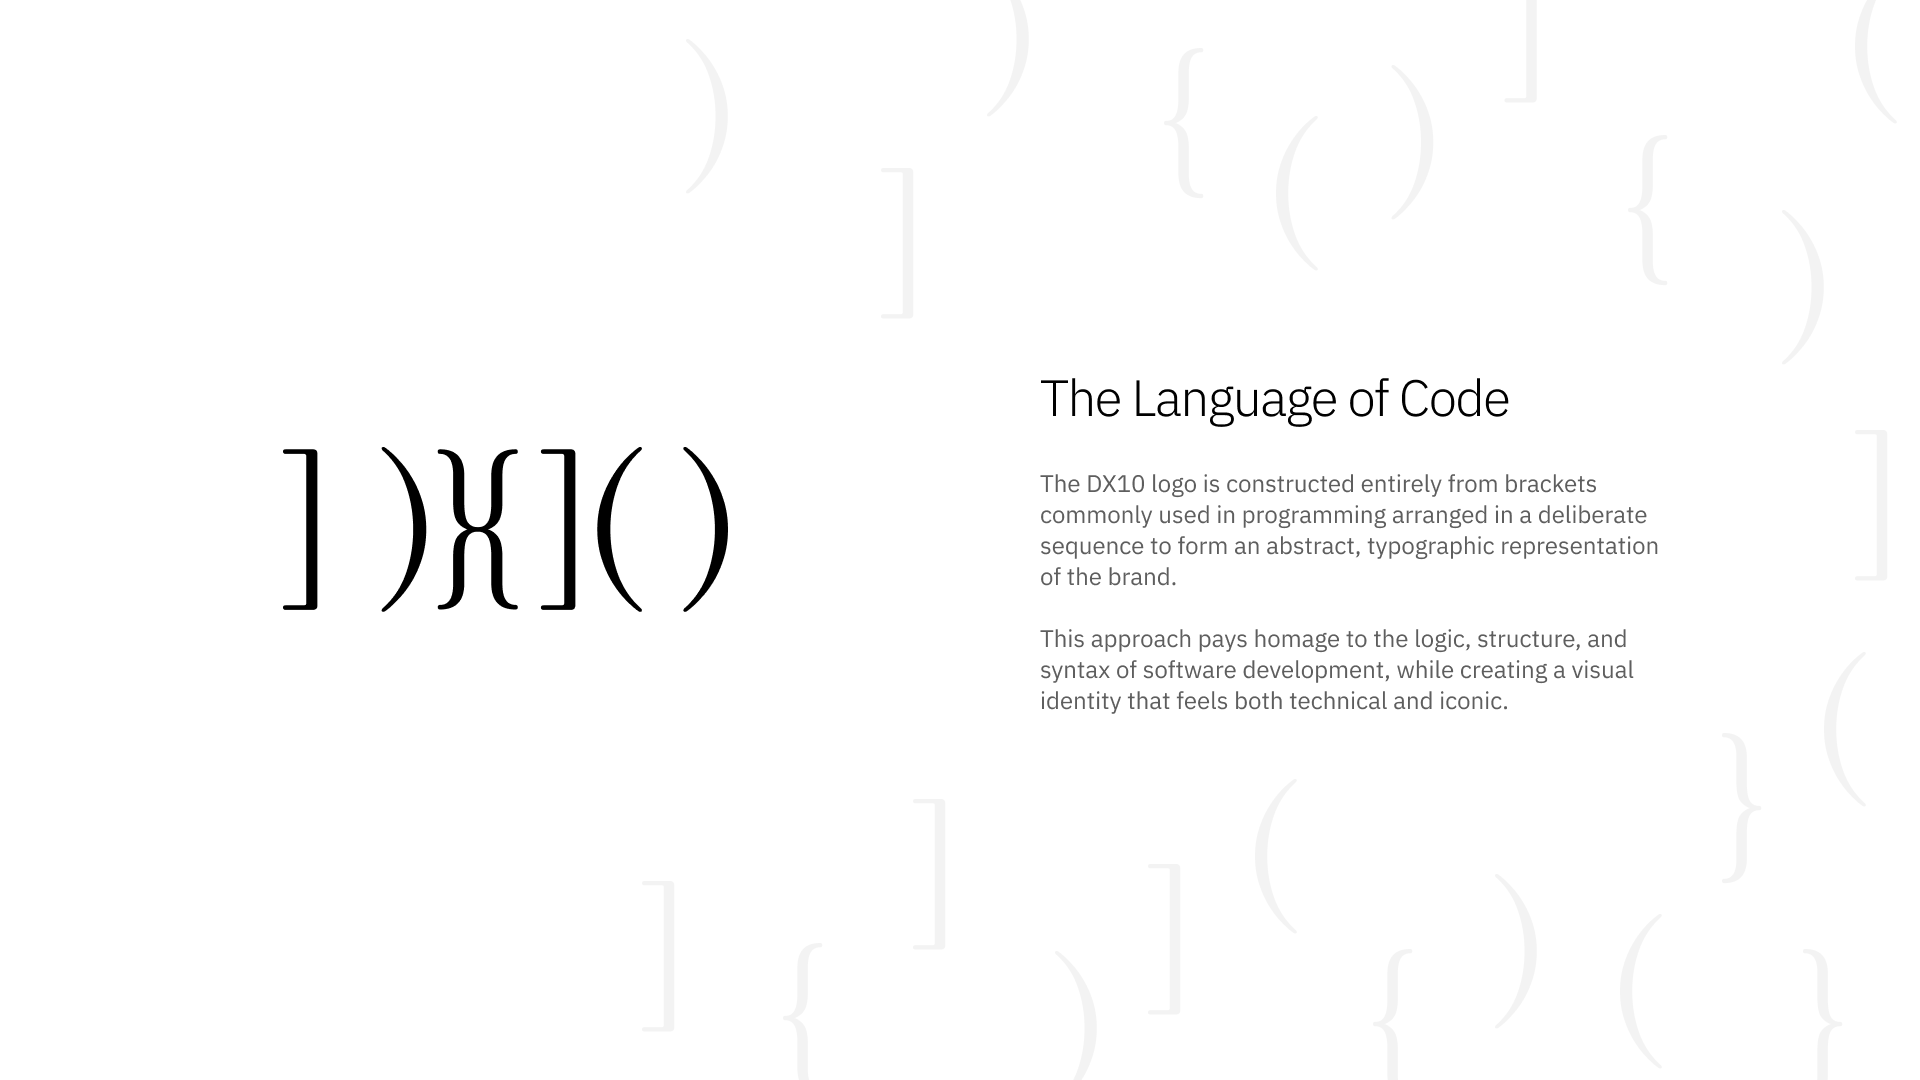 ] )}{]( )
The Language of Code
The DX10 logo is constructed entirely from brackets
commonly used in programming arranged in a deliberate
sequence to form an abstract, typographic representation
of the brand.
This approach pays homage to the logic, structure, and
syntax of software development, while creating a visual
identity that feels both technical and iconic.